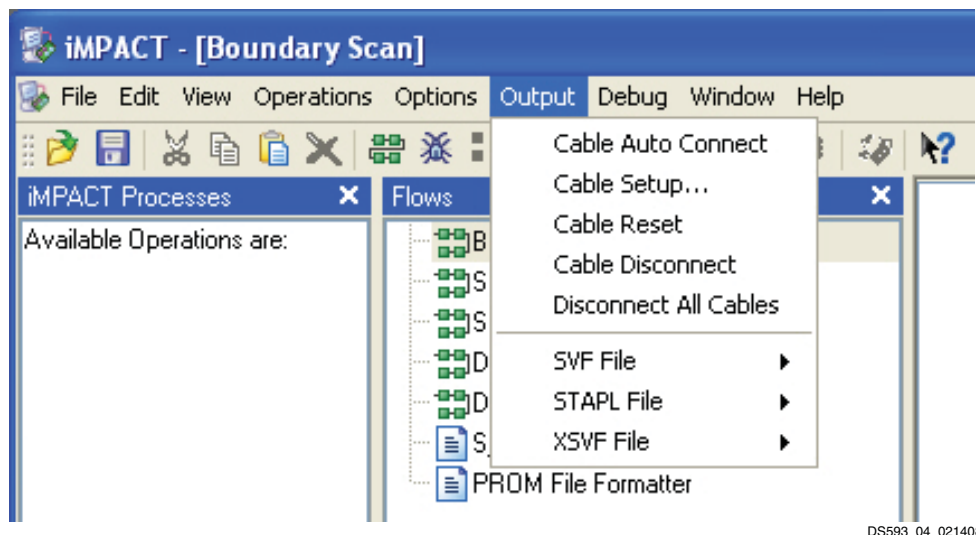 iMPACT - [Boundary Scan]
File Edit View Operations Options Output Debug Window Help
iMPACT Processes
Flows
Available Operations are:
B
S
S
D
D
S
PROM File Formatter
Cable Auto Connect
Cable Setup...
Cable Reset
Cable Disconnect
Disconnect All Cables
SVF File
STAPL File
XSVF File